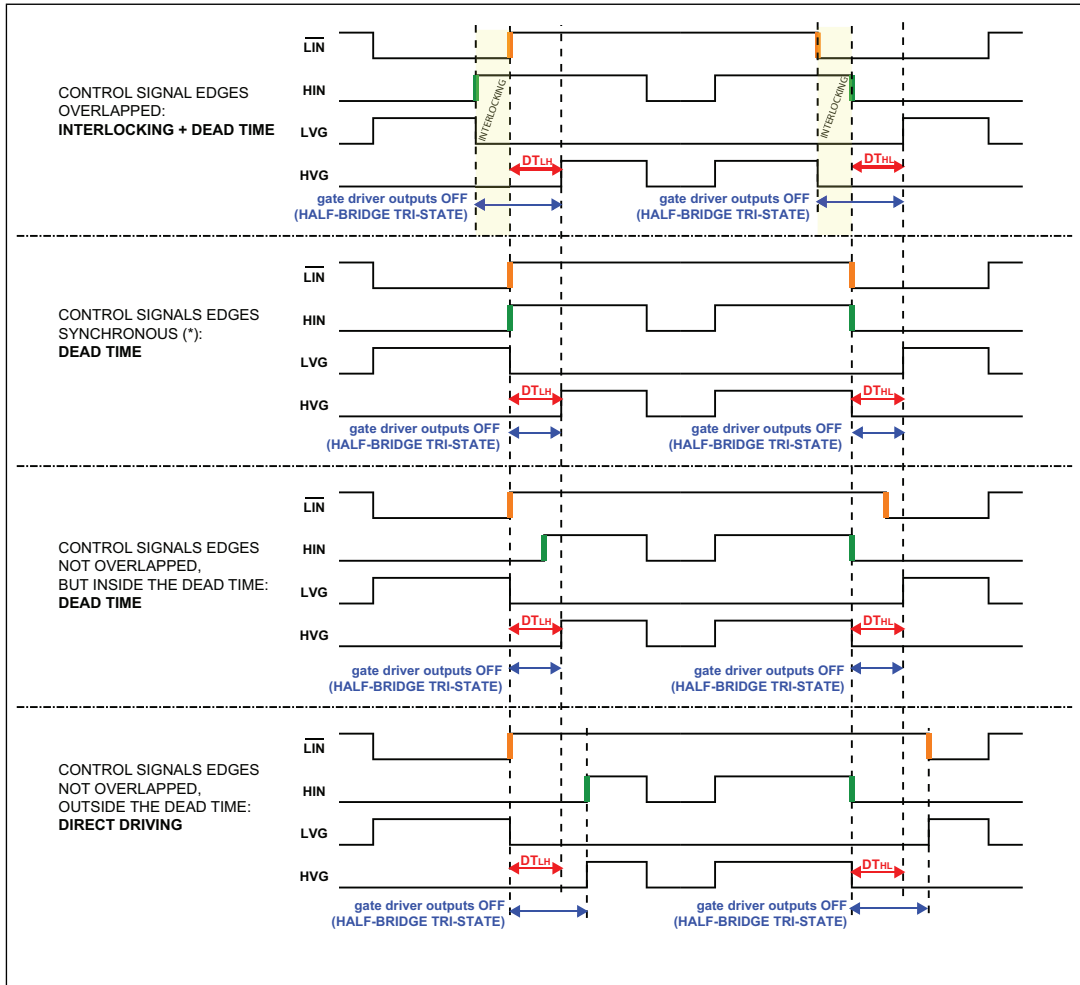 LIN
HIN
CONTROL SIGNAL EDGES
OVERLAPPED:
INTERLOCKING + DEAD TIME
INTERLOCKING
INTERLOCKING
LVG
DTLH
DTHL
HVG
gate driver outputs OFF
(HALF-BRIDGE TRI-STATE)
gate driver outputs OFF
(HALF-BRIDGE TRI-STATE)
LIN
CONTROL SIGNALS EDGES
SYNCHRONOUS (*):
DEAD TIME
HIN
LVG
DTLH
DTHL
HVG
gate driver outputs OFF
(HALF-BRIDGE TRI-STATE)
gate driver outputs OFF
(HALF-BRIDGE TRI-STATE)
LIN
CONTROL SIGNALS EDGES
NOT OVERLAPPED,
BUT INSIDE THE DEAD TIME:
DEAD TIME
HIN
LVG
DTLH
DTHL
HVG
gate driver outputs OFF
(HALF-BRIDGE TRI-STATE)
gate driver outputs OFF
(HALF-BRIDGE TRI-STATE)
LIN
CONTROL SIGNALS EDGES
NOT OVERLAPPED,
OUTSIDE THE DEAD TIME:
DIRECT DRIVING
HIN
LVG
DTLH
DTHL
HVG
gate driver outputs OFF
(HALF-BRIDGE TRI-STATE)
gate driver outputs OFF
(HALF-BRIDGE TRI-STATE)